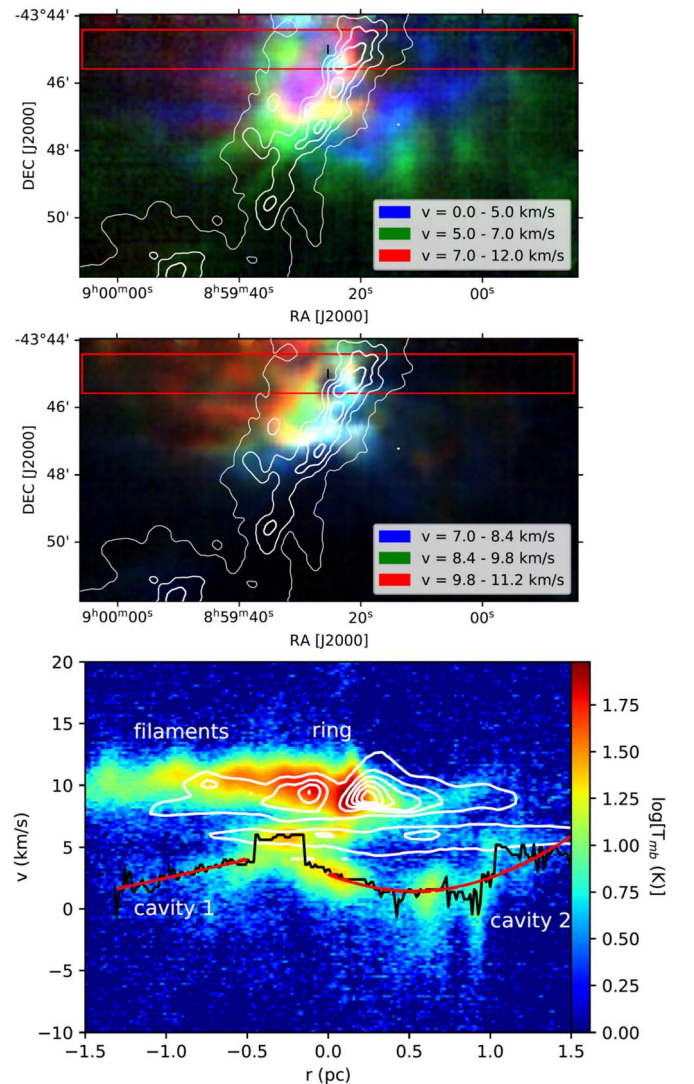 -43°44'
46'
48'
50'
DEC [J2000]
v = 0.0 - 5.0 km/s
v = 5.0 - 7.0 km/s
v = 7.0 - 12.0 km/s
9ʰ00ᵐ00ˢ 8ʰ59ᵐ40ˢ 20ˢ 00ˢ
RA [J2000]
-43°44'
46'
48'
50'
DEC [J2000]
v = 7.0 - 8.4 km/s
v = 8.4 - 9.8 km/s
v = 9.8 - 11.2 km/s
9ʰ00ᵐ00ˢ 8ʰ59ᵐ40ˢ 20ˢ 00ˢ
RA [J2000]
20
15
10
5
0
−5
−10
v (km/s)
filaments ring
cavity 1
cavity 2
−1.5 −1.0 −0.5 0.0 0.5 1.0 1.5
r (pc)
1.75
1.50
1.25
1.00
0.75
0.50
0.25
0.00
log[T_mb (K)]